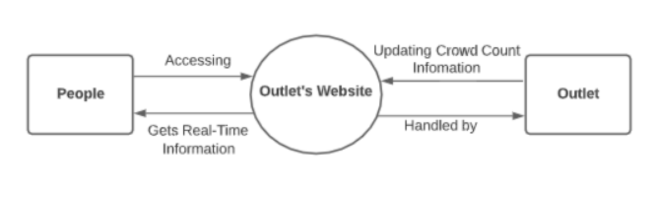 Accessing
People
Gets Real-Time
Information
Outlet's Website
Updating Crowd Count
Infomation
Handled by
Outlet